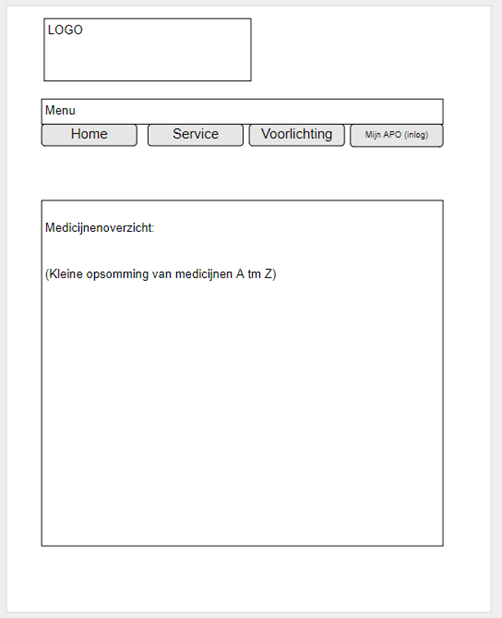 LOGO
Menu
Home
Service
Voorlichting
Mijn APO (inlog)
Medicijnenoverzicht:
(Kleine opsomming van medicijnen A tm Z)